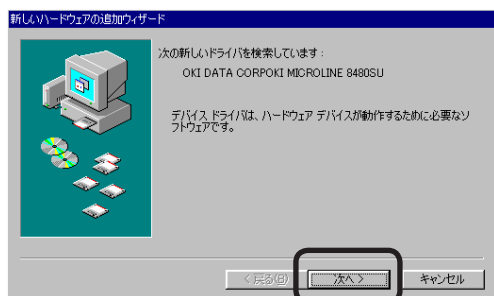 新しいハードウェアの追加ウィザード
次の新しいドライバを検索しています:
OKI DATA CORPOKI MICROLINE 8480SU
デバイス ドライバは、ハードウェア デバイスが動作するために必要なソ
フトウェアです。
< 戻る(B)
次へ >
キャンセル